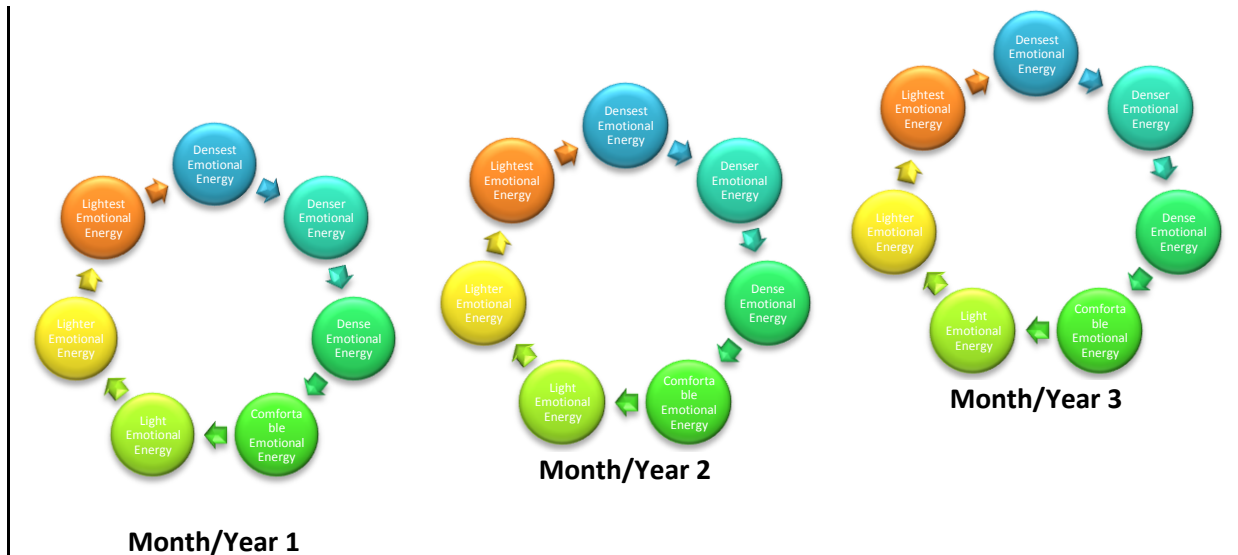 Densest
Emotional
Energy
Denser
Emotional
Energy
Dense
Emotional
Energy
Comforta
ble
Emotional
Energy
Light
Emotional
Energy
Lighter
Emotional
Energy
Lightest
Emotional
Energy
Month/Year 1
Densest
Emotional
Energy
Denser
Emotional
Energy
Dense
Emotional
Energy
Comforta
ble
Emotional
Energy
Light
Emotional
Energy
Lighter
Emotional
Energy
Lightest
Emotional
Energy
Month/Year 2
Densest
Emotional
Energy
Denser
Emotional
Energy
Dense
Emotional
Energy
Comforta
ble
Emotional
Energy
Light
Emotional
Energy
Lighter
Emotional
Energy
Lightest
Emotional
Energy
Month/Year 3